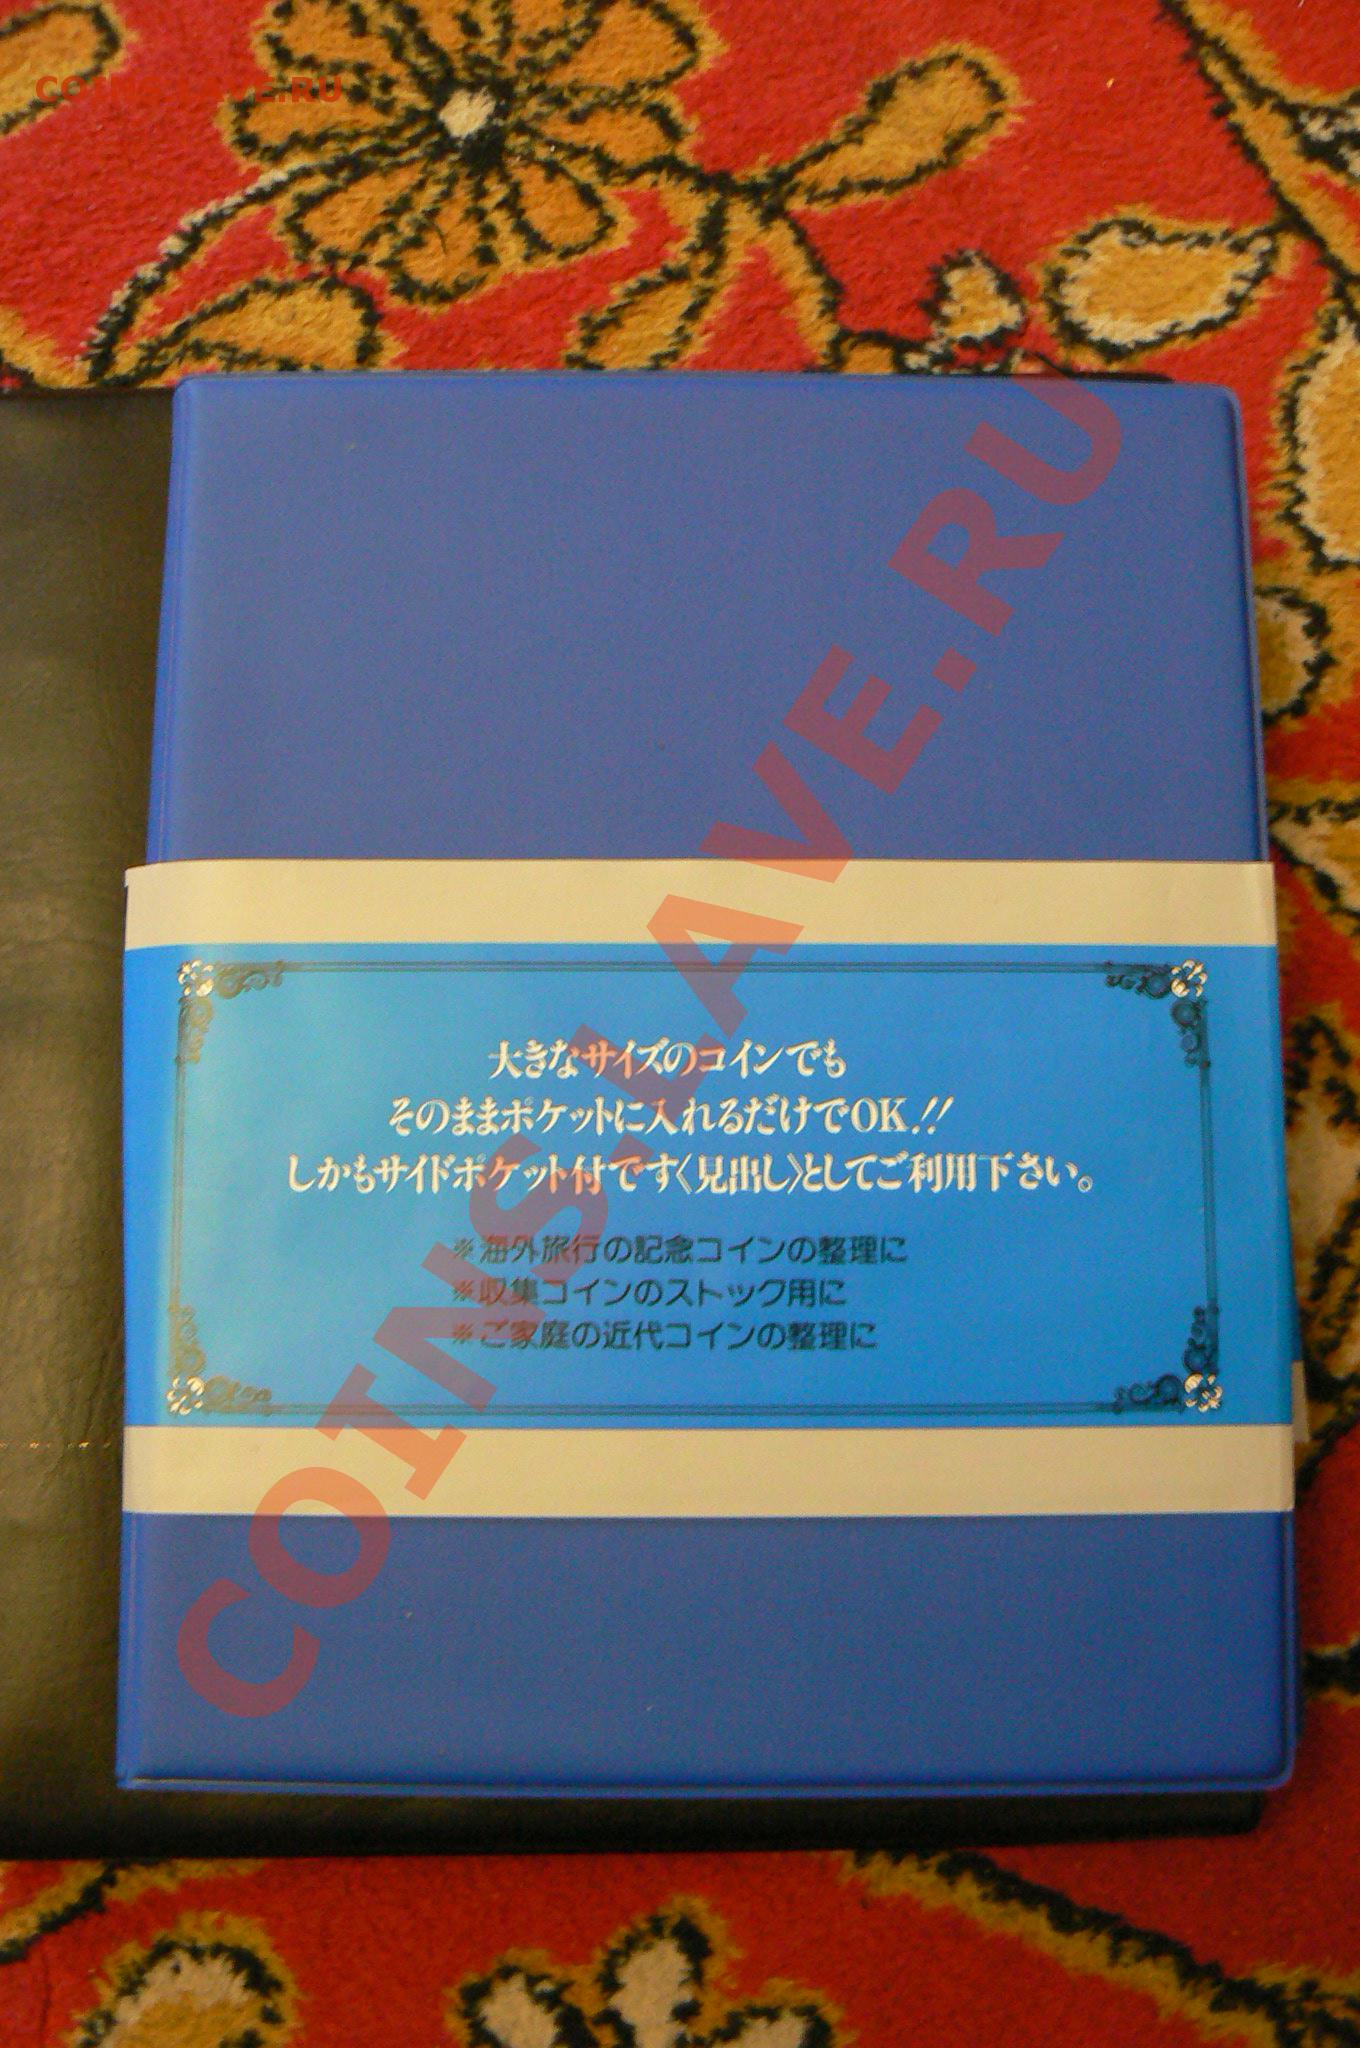 COINSS.LAVE.RU
大きなサイズのコインでも
そのままポケットに入れるだけでOK!!
しかもサイドポケット付です〈見出し〉としてご利用下さい。
※海外旅行の記念コインの整理に
※収集コインのストック用に
※ご家庭の近代コインの整理に
COINSS.LAVE.RU